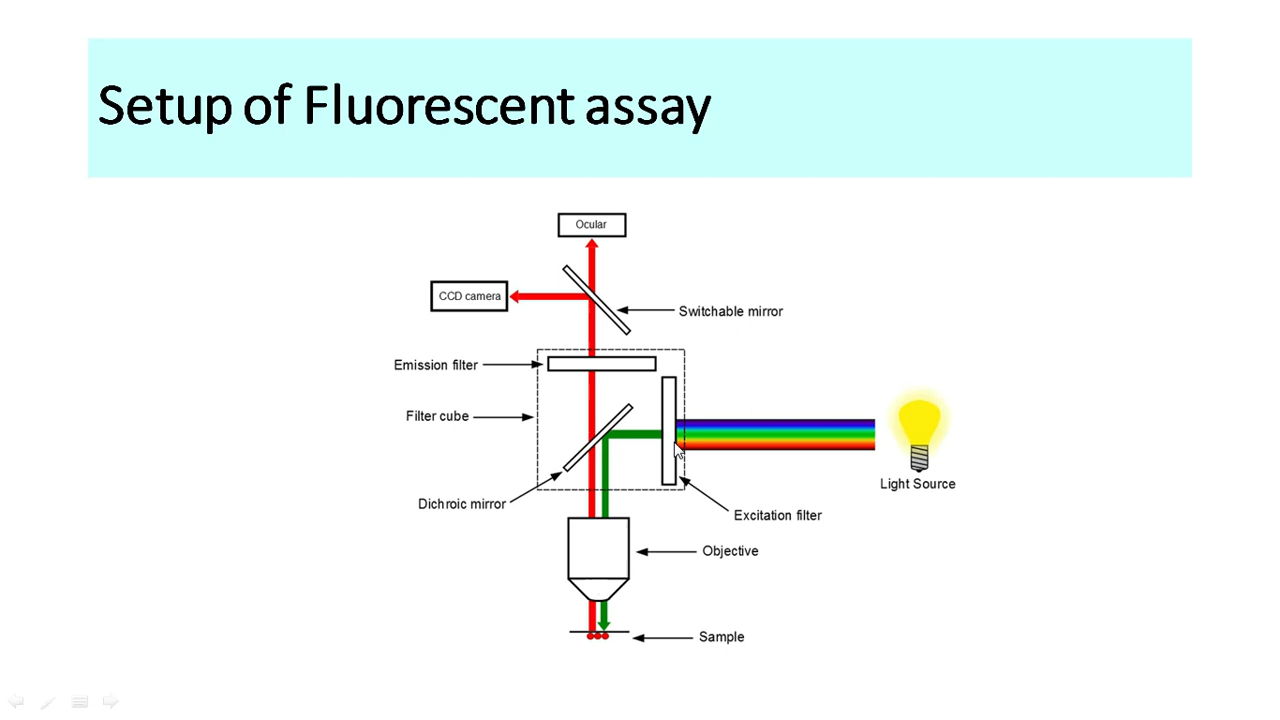 Setup of Fluorescent assay
Ocular
CCD camera
Switchable mirror
Emission filter
Filter cube
Light Source
Dichroic mirror
Excitation filter
Objective
Sample